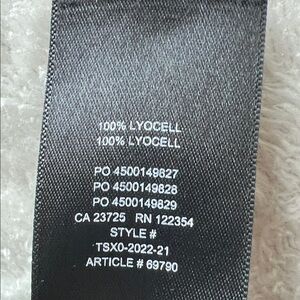 100% LYOCELL
100% LYOCELL
PO 4500149827
PO 4500149828
PO 4500149829
CA 23725 RN 122354
STYLE #
TSX0-2022-21
ARTICLE # 69790